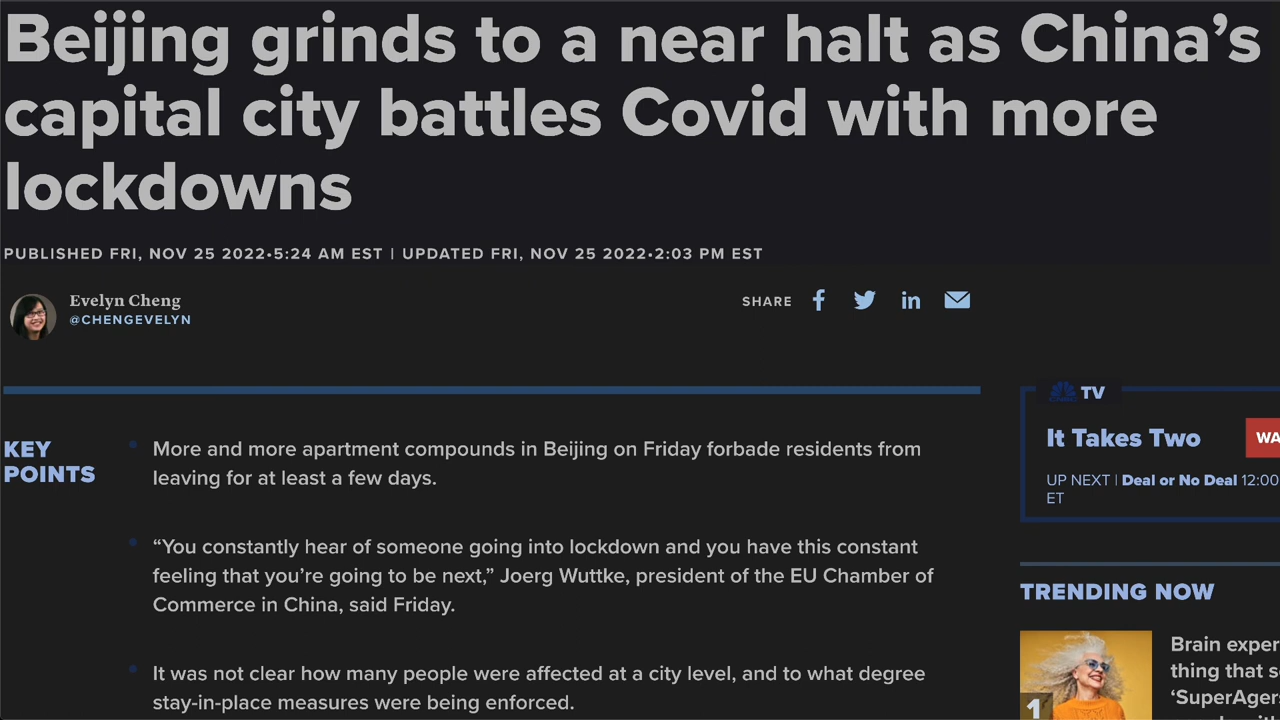 Beijing grinds to a near halt as China’s
capital city battles Covid with more
lockdowns
PUBLISHED FRI, NOV 25 2022•5:24 AM EST | UPDATED FRI, NOV 25 2022•2:03 PM EST
Evelyn Cheng
@CHENGEVELYN
SHARE
KEY
POINTS
More and more apartment compounds in Beijing on Friday forbade residents from
leaving for at least a few days.
“You constantly hear of someone going into lockdown and you have this constant
feeling that you’re going to be next,” Joerg Wuttke, president of the EU Chamber of
Commerce in China, said Friday.
It was not clear how many people were affected at a city level, and to what degree
stay-in-place measures were being enforced.
TV
It Takes Two
UP NEXT | Deal or No Deal 12:00
ET
TRENDING NOW
1
Brain
thing that